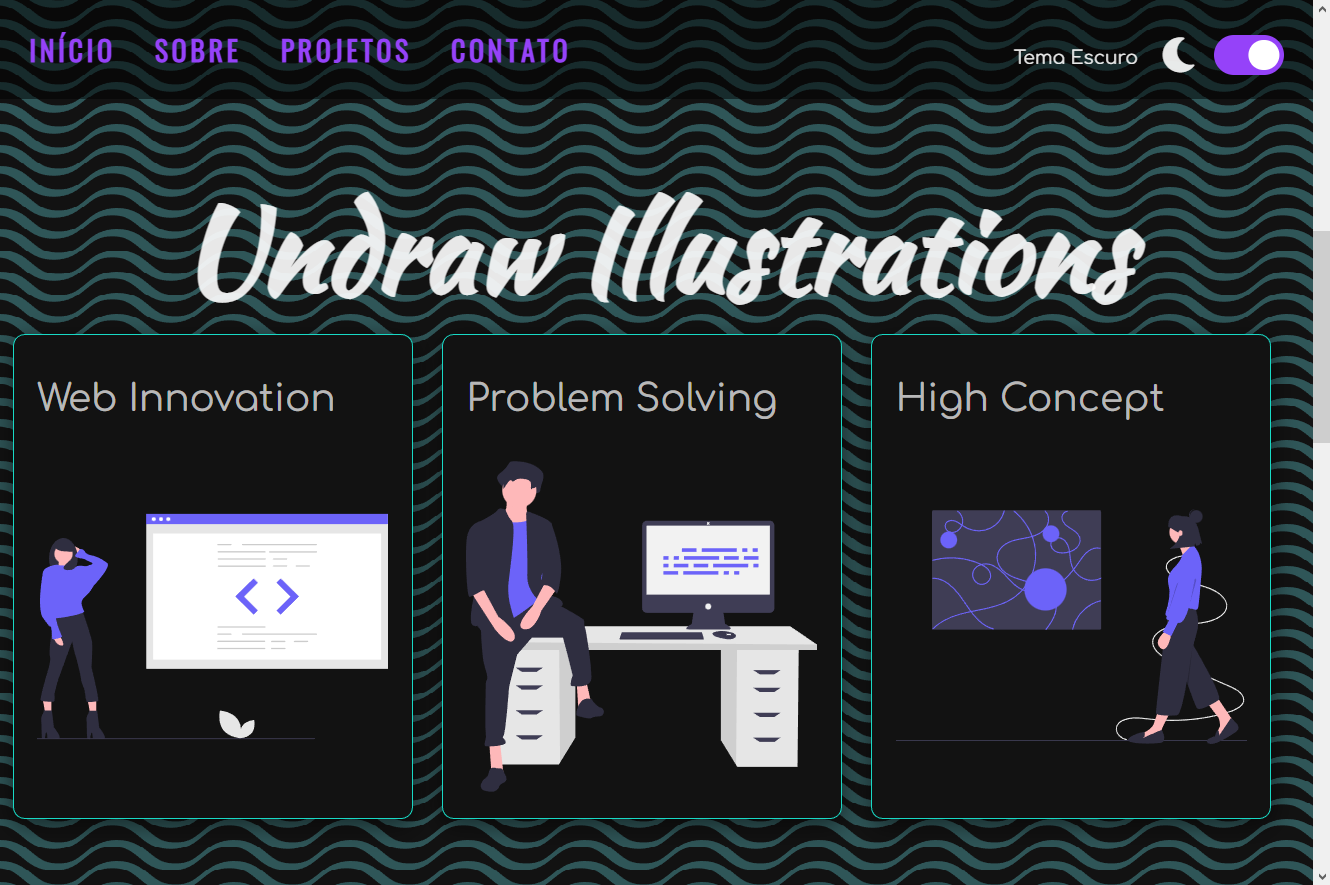 INÍCIO SOBRE PROJETOS CONTATO
Tema Escuro
Undraw Illustrations
Web Innovation
Problem Solving
High Concept